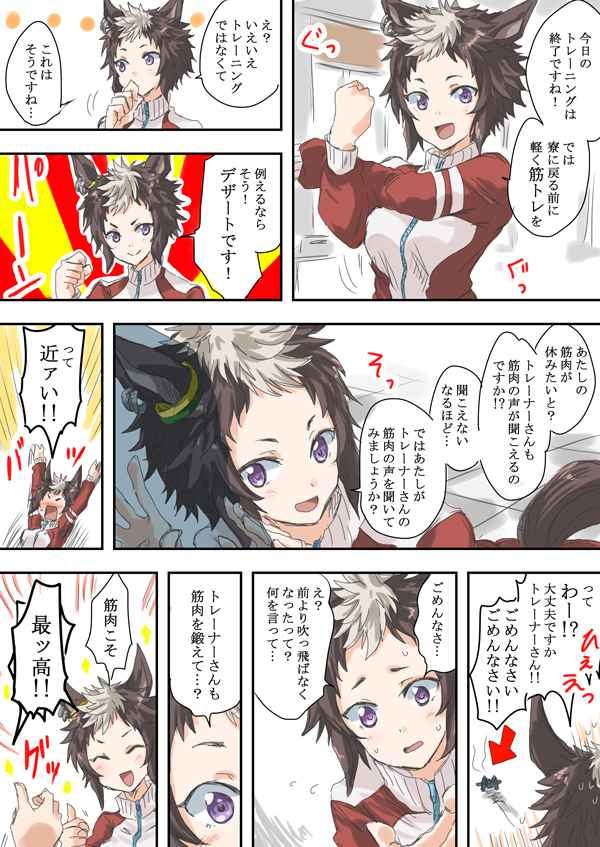 今日の
トレーニングは
終了ですね!
では
寮に戻る前に
軽く筋トレを
ぐっ
ぐっ
え?
いえいえ
トレーニング
ではなくて
これは
そうですね…
例えるなら
そう!
デザートです!
パーン
あたしの
筋肉が
休みたいと?
トレーナーさんも
筋肉の声が聞こえるの
ですか!?
聞こえない
なるほど…
ではあたしが
トレーナーさんの
筋肉の声を聞いて
みましょうか?
そっ
って
近ァい!!
バッ
って
わー!?
大丈夫ですか
トレーナーさん!!
ごめんなさい
ごめんなさい!!
ひぇぇっ
ごめんなさ…
え?
前より吹っ飛ばなく
なったって?
何を言って…
トレーナーさんも
筋肉を鍛えて…?
筋肉こそ
最ッ高!!
グッ